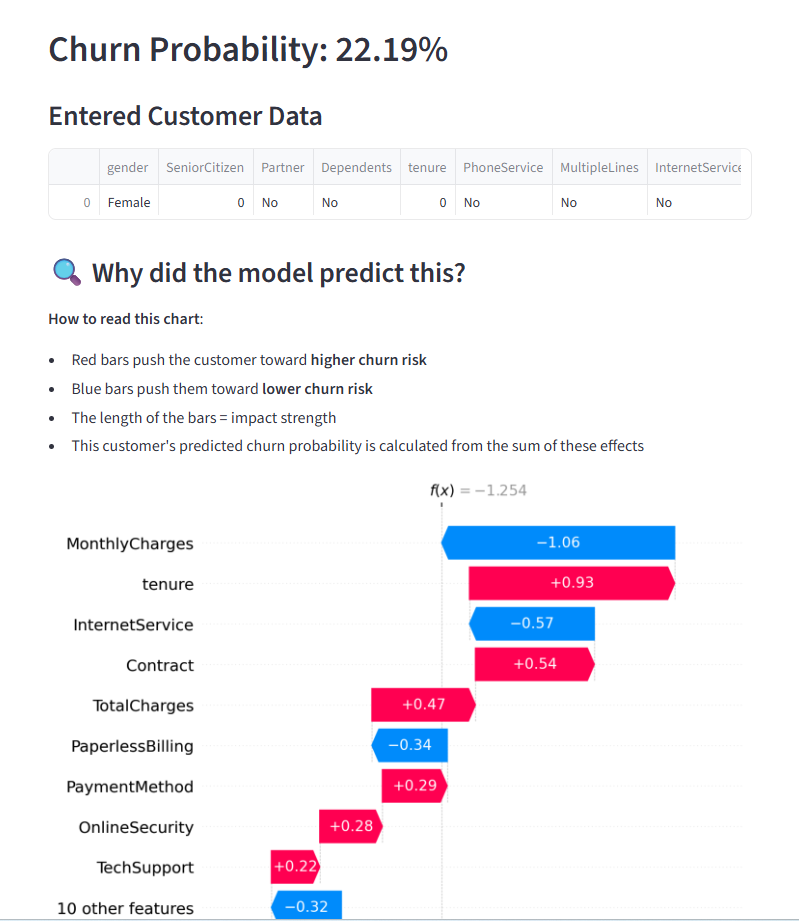 Churn Probability: 22.19%
Entered Customer Data
gender SeniorCitizen Partner Dependents tenure PhoneService MultipleLines InternetService
0 Female 0 No No 0 No No No
Why did the model predict this?
How to read this chart:
• Red bars push the customer toward higher churn risk
• Blue bars push them toward lower churn risk
• The length of the bars = impact strength
• This customer's predicted churn probability is calculated from the sum of these effects
f(x) = −1.254
MonthlyCharges −1.06
tenure +0.93
InternetService −0.57
Contract +0.54
TotalCharges +0.47
PaperlessBilling −0.34
PaymentMethod +0.29
OnlineSecurity +0.28
TechSupport +0.22
10 other features −0.32